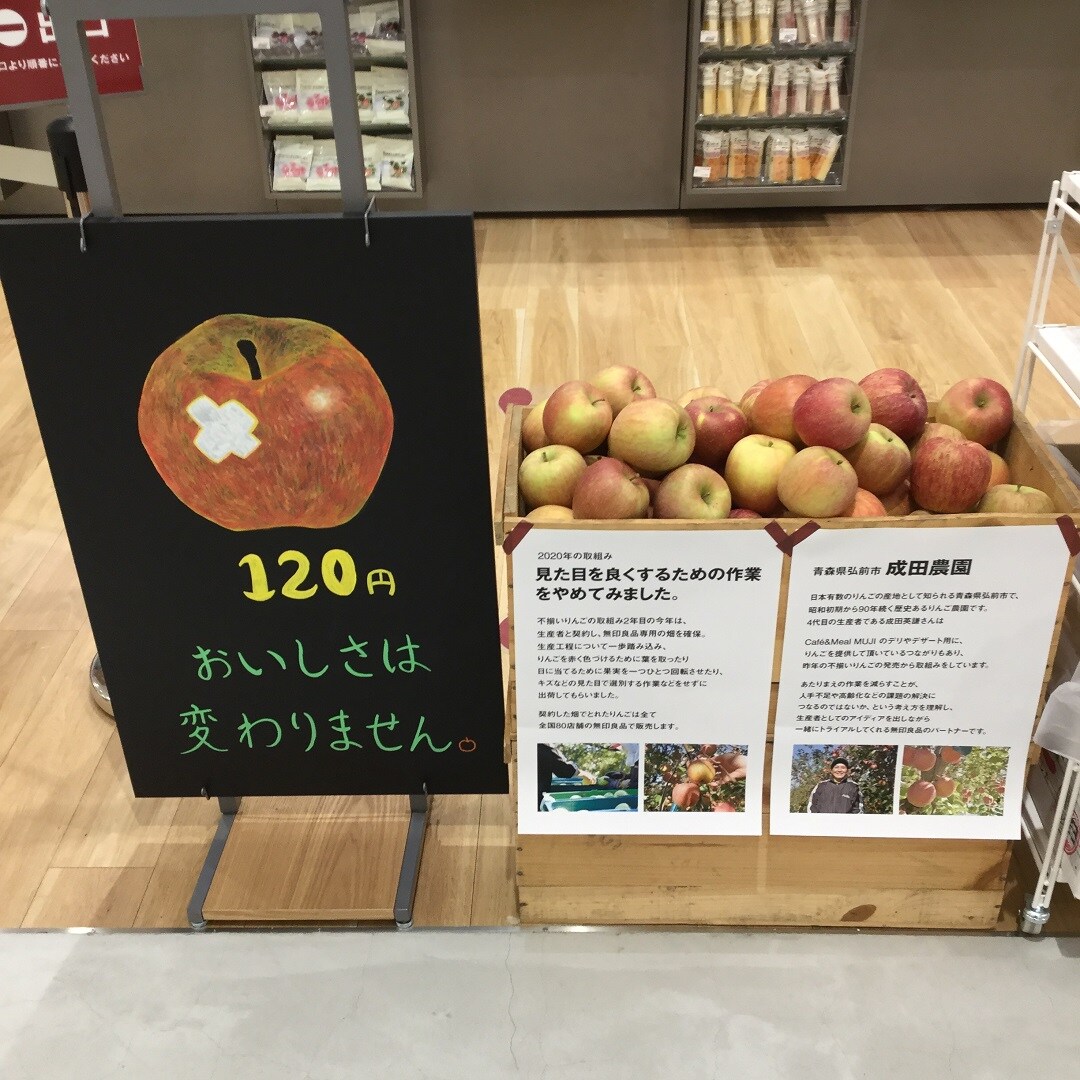 出口
口より順番に
ください
120円
おいしさは
変わりません。
2020年の取組み
見た目を良くするための作業
をやめてみました。
不揃いりんごの取組み2年目の今年は、
生産者と契約し、無印良品専用の畑を確保。
生産工程について一歩踏み込み、
りんごを赤く色づけるために葉を取ったり
日に当てるために果実を一つひとつ回転させたり、
キズなどの見た目で選別する作業などをせずに
出荷してもらいました。
契約した畑でとれたりんごは全て
全国80店舗の無印良品で販売します。
青森県弘前市 成田農園
日本有数のりんごの産地として知られる青森県弘前市で、
昭和初期から90年続く歴史あるりんご農園です。
4代目の生産者である成田英謙さんは
Café&Meal MUJI のデリやデザート用に、
りんごを提供して頂いているつながりもあり、
昨年の不揃いりんごの発売から取組みをしています。
あたりまえの作業を減らすことが、
人手不足や高齢化などの課題の解決に
つなるのではないか、という考え方を理解し、
生産者としてのアイディアを出しながら
一緒にトライアルしてくれる無印良品のパートナーです。